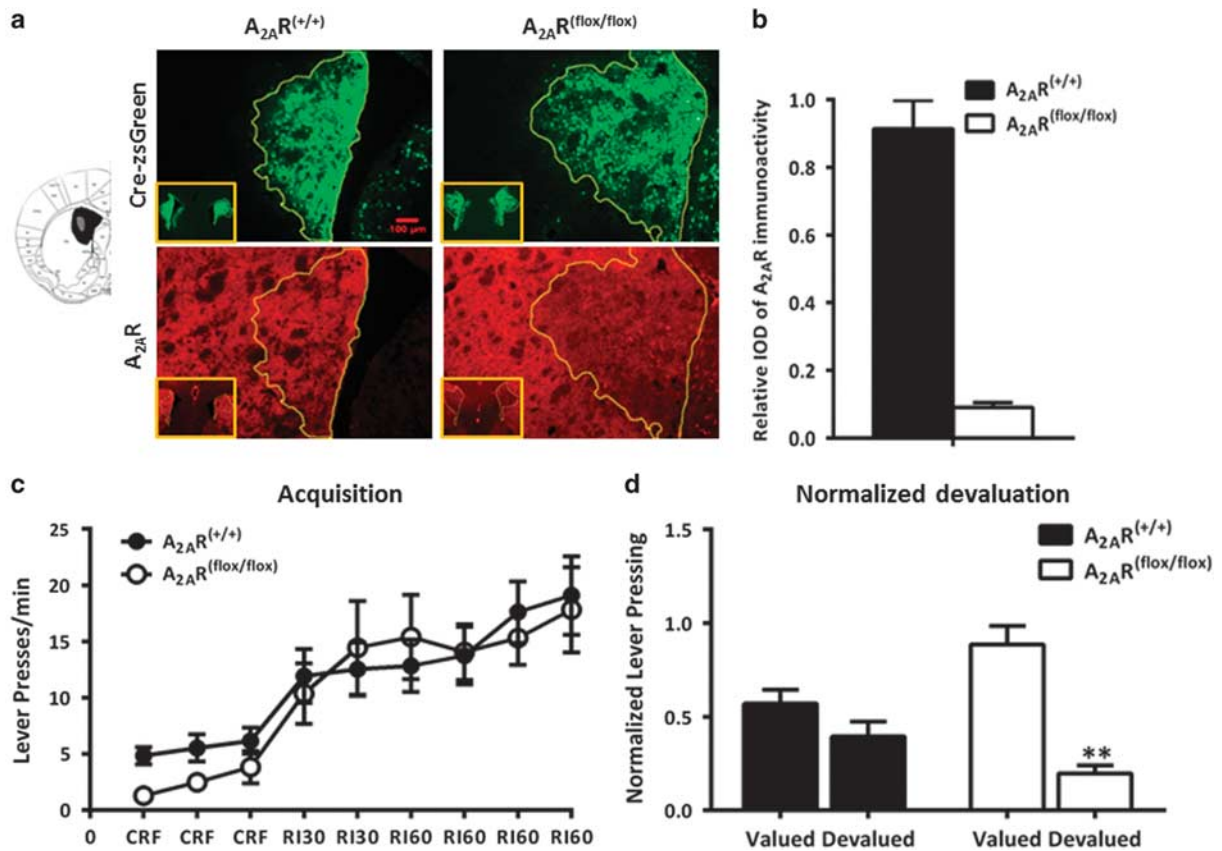 a
A2AR(+/+)
A2AR(flox/flox)
Cre-zsGreen
100 μm
A2AR
b
Relative IOD of A2AR immunoactivity
1.0
0.8
0.6
0.4
0.2
0.0
A2AR(+/+)
A2AR(flox/flox)
c
Acquisition
Lever Presses/min
25
20
15
10
5
0
A2AR(+/+)
A2AR(flox/flox)
0 CRF CRF CRF RI30 RI30 RI60 RI60 RI60 RI60
d
Normalized devaluation
Normalized Lever Pressing
1.5
1.0
0.5
0.0
A2AR(+/+)
A2AR(flox/flox)
**
Valued Devalued Valued Devalued